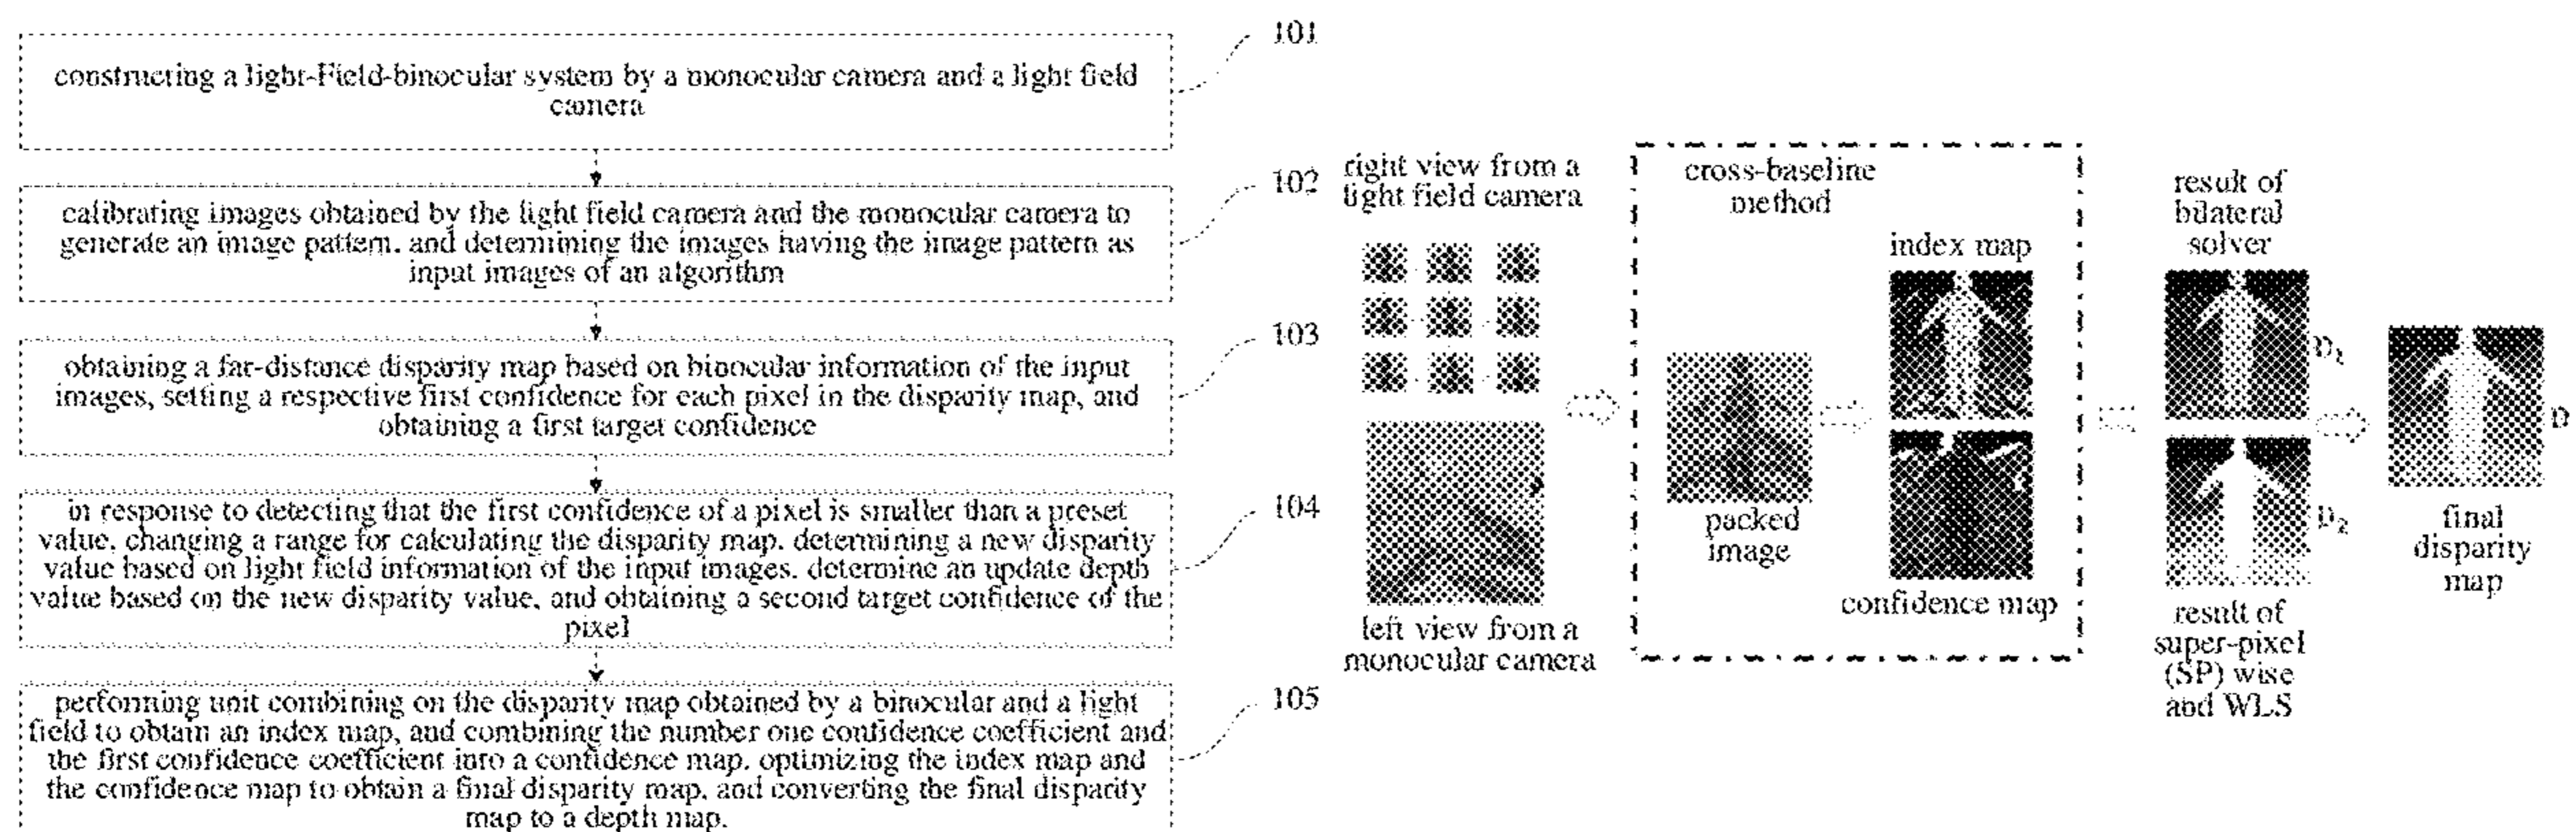 101
constructing a light-Field-binocular system by a monocular camera and a light field
camera
102
calibrating images obtained by the light field camera and the monocular camera to
generate an image pattern. and determining the images having the image pattern as
input images of an algorithm
103
obtaining a far-distance disparity map based on binocular information of the input
images, setting a respective first confidence for each pixel in the disparity map, and
obtaining a first target confidence
104
in response to detecting that the first confidence of a pixel is smaller than a preset
value, changing a range for calculating the disparity map. determining a new disparity
value based on light field information of the input images. determine an update depth
value based on the new disparity value, and obtaining a second target confidence of the
pixel
105
performing unit combining on the disparity map obtained by a binocular and a light
field to obtain an index map, and combining the number one confidence coefficient and
the first confidence coefficient into a confidence map. optimizing the index map and
the confidence map to obtain a final disparity map, and converting the final disparity
map to a depth map.
right view from a
light field camera
left view from a
monocular camera
cross-baseline
method
packed
image
index map
confidence map
result of
bilateral
solver
D1
D2
result of
super-pixel
(SP) wise
and WLS
D
final
disparity
map